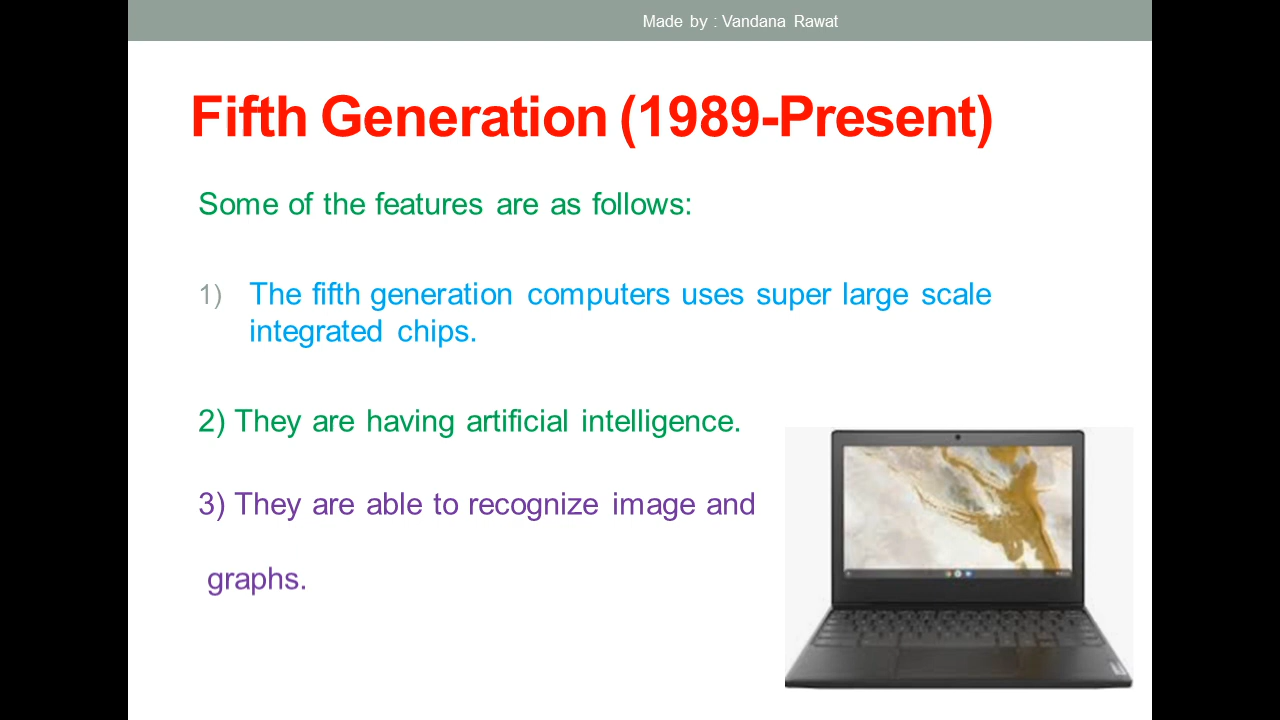 Made by : Vandana Rawat
Fifth Generation (1989-Present)
Some of the features are as follows:
1) The fifth generation computers uses super large scale
integrated chips.
2) They are having artificial intelligence.
3) They are able to recognize image and
graphs.